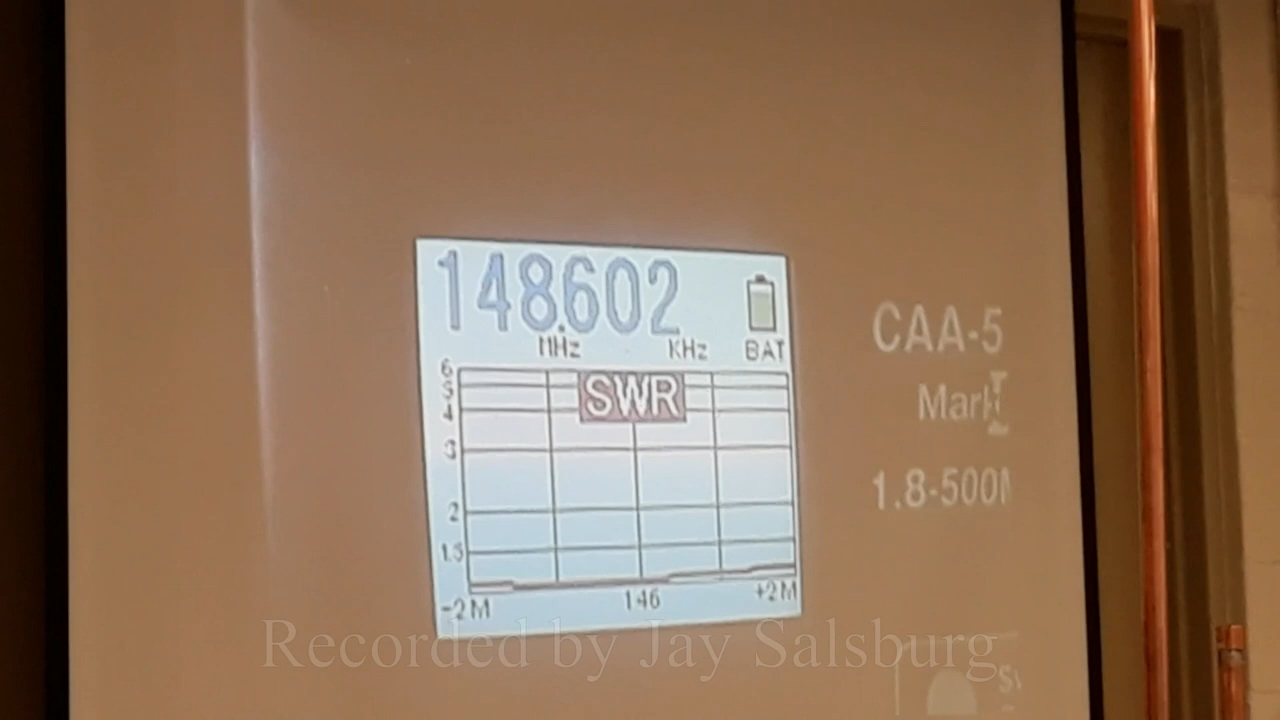 148.602
MHz KHz BAT
6
5
4
SWR
3
2
1.5
-2M 146 +2M
CAA-5
Mark
1.8-500
Recorded by Jay Salsburg